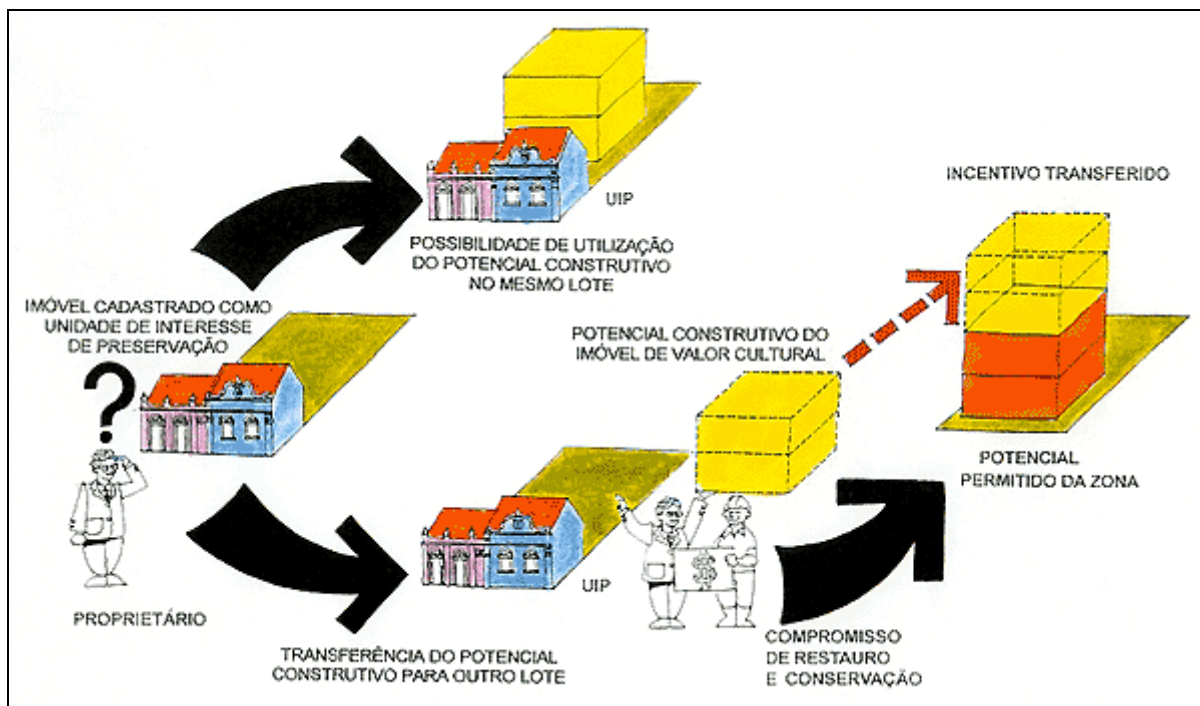 UIP
POSSIBILIDADE DE UTILIZAÇÃO
DO POTENCIAL CONSTRUTIVO
NO MESMO LOTE
INCENTIVO TRANSFERIDO
IMÓVEL CADASTRADO COMO
UNIDADE DE INTERESSE
DE PRESERVAÇÃO
?
POTENCIAL CONSTRUTIVO DO
IMÓVEL DE VALOR CULTURAL
POTENCIAL
PERMITIDO DA ZONA
UIP
$
PROPRIETÁRIO
TRANSFERÊNCIA DO POTENCIAL
CONSTRUTIVO PARA OUTRO LOTE
COMPROMISSO
DE RESTAURO
E CONSERVAÇÃO